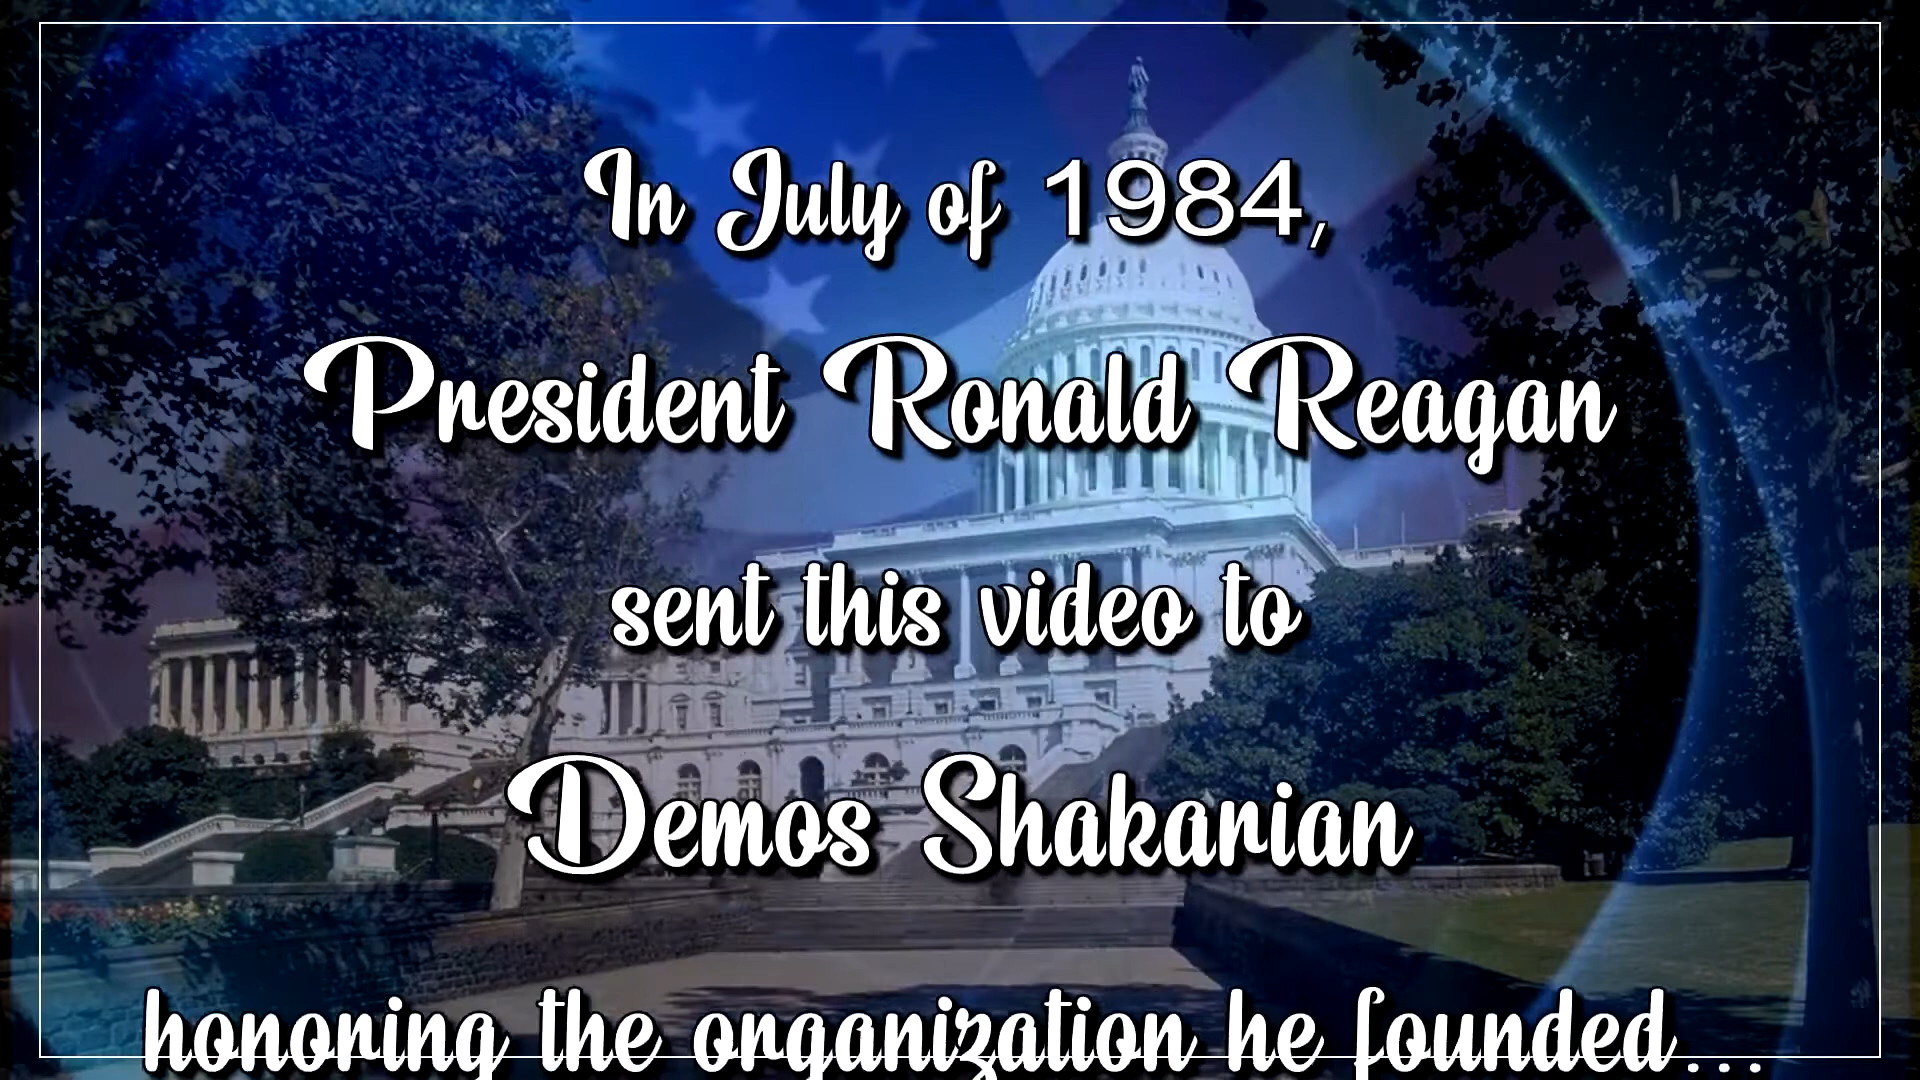 In July of 1984,
President Ronald Reagan
sent this video to
Demos Shakarian
honoring the organization he founded...